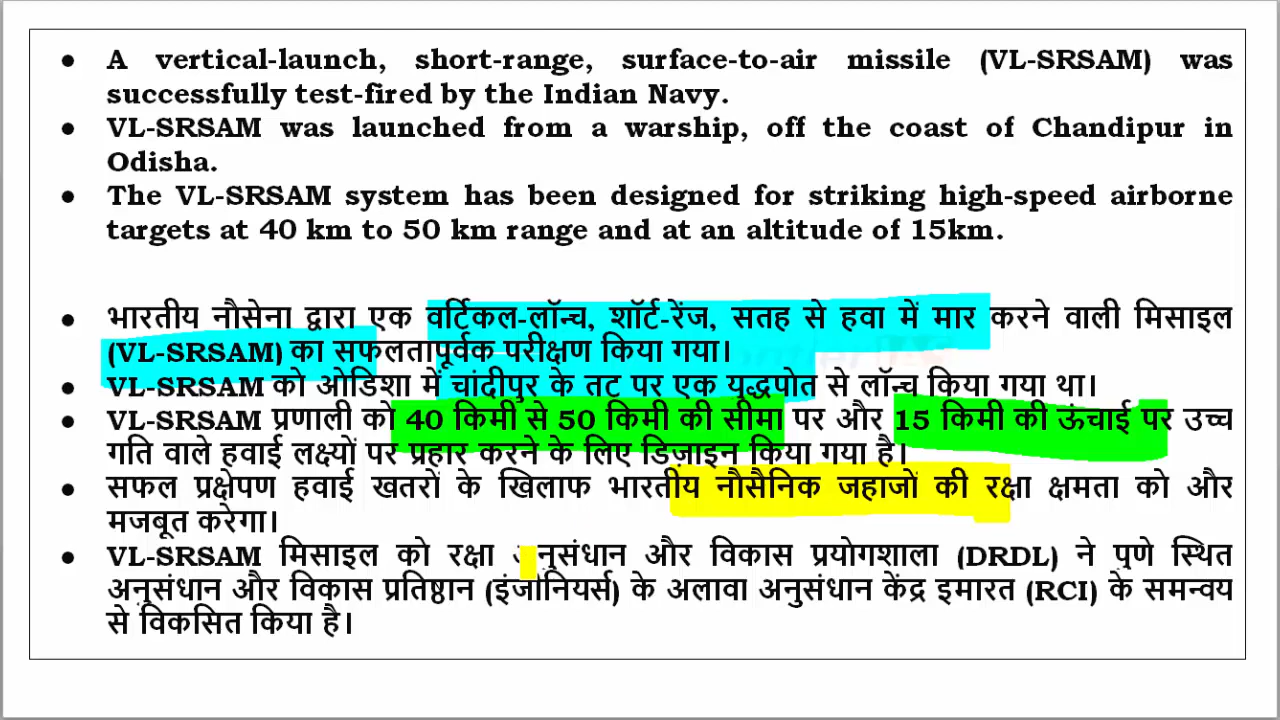 ● A vertical-launch, short-range, surface-to-air missile (VL-SRSAM) was
successfully test-fired by the Indian Navy.
● VL-SRSAM was launched from a warship, off the coast of Chandipur in
Odisha.
● The VL-SRSAM system has been designed for striking high-speed airborne
targets at 40 km to 50 km range and at an altitude of 15km.
● भारतीय नौसेना द्वारा एक वर्टिकल-लॉन्च, शॉर्ट-रेंज, सतह से हवा में मार करने वाली मिसाइल
(VL-SRSAM) का सफलतापूर्वक परीक्षण किया गया।
● VL-SRSAM को ओडिशा में चांदीपुर के तट पर एक युद्धपोत से लॉन्च किया गया था।
● VL-SRSAM प्रणाली को 40 किमी से 50 किमी की सीमा पर और 15 किमी की ऊंचाई पर उच्च
गति वाले हवाई लक्ष्यों पर प्रहार करने के लिए डिज़ाइन किया गया है।
● सफल प्रक्षेपण हवाई खतरों के खिलाफ भारतीय नौसैनिक जहाजों की रक्षा क्षमता को और
मजबूत करेगा।
● VL-SRSAM मिसाइल को रक्षा अनुसंधान और विकास प्रयोगशाला (DRDL) ने पुणे स्थित
अनुसंधान और विकास प्रतिष्ठान (इंजीनियर्स) के अलावा अनुसंधान केंद्र इमारत (RCI) के समन्वय
से विकसित किया है।